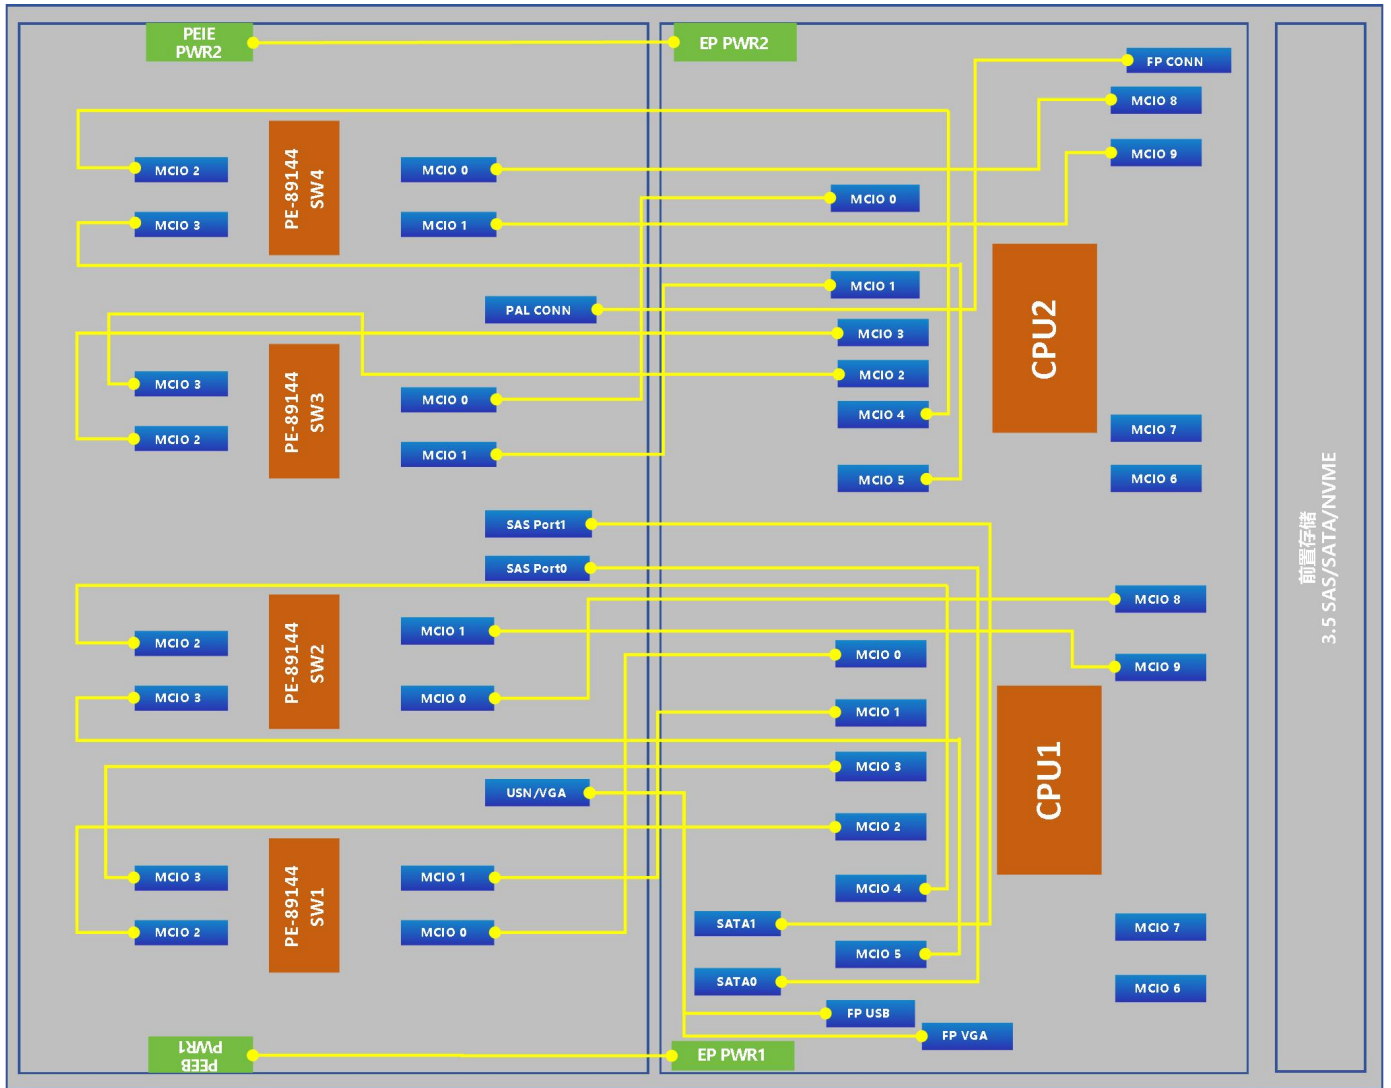 PEIE
PWR2
EP PWR2
FP CONN
MCIO 8
MCIO 9
MCIO 2
PE-89144
SW4
MCIO 0
MCIO 3
MCIO 1
MCIO 0
MCIO 1
PAL CONN
CPU2
MCIO 3
MCIO 2
MCIO 4
MCIO 5
MCIO 7
MCIO 6
MCIO 3
PE-89144
SW3
MCIO 0
MCIO 2
MCIO 1
SAS Port1
SAS Port0
前置存储
3.5 SAS/SATA/NVME
MCIO 8
MCIO 9
MCIO 2
PE-89144
SW2
MCIO 1
MCIO 3
MCIO 0
MCIO 0
MCIO 1
MCIO 3
MCIO 2
MCIO 4
MCIO 5
CPU1
USN/VGA
MCIO 3
PE-89144
SW1
MCIO 1
MCIO 2
MCIO 0
SATA1
SATA0
MCIO 7
MCIO 6
FP USB
FP VGA
PEEB
PWR1
EP PWR1